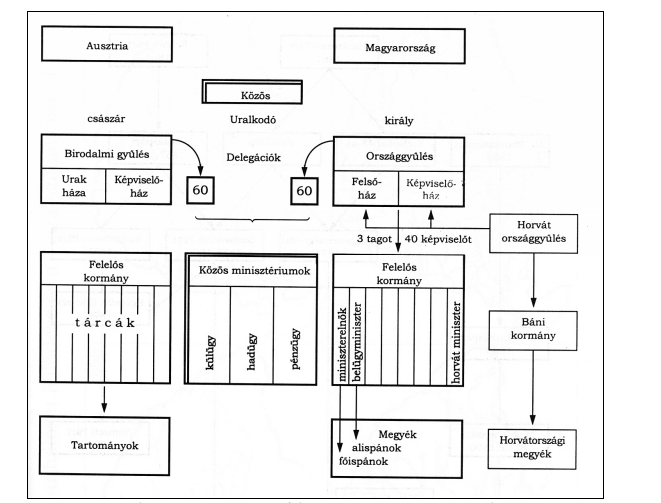 Ausztria
Magyarország
Közös
császár
Uralkodó
király
Birodalmi gyűlés
Urak
háza
Képviselő-
ház
60
Delegációk
60
Országgyűlés
Felső-
ház
Képviselő-
ház
3 tagot
40 képviselőt
Horvát
országgyűlés
Felelős
kormány
tárcák
Közös minisztériumok
külügy
hadügy
pénzügy
Felelős
kormány
miniszterelnök
belügyminiszter
horvát miniszter
Báni
kormány
Tartományok
Megyék
alispánok
főispánok
Horvátországi
megyék